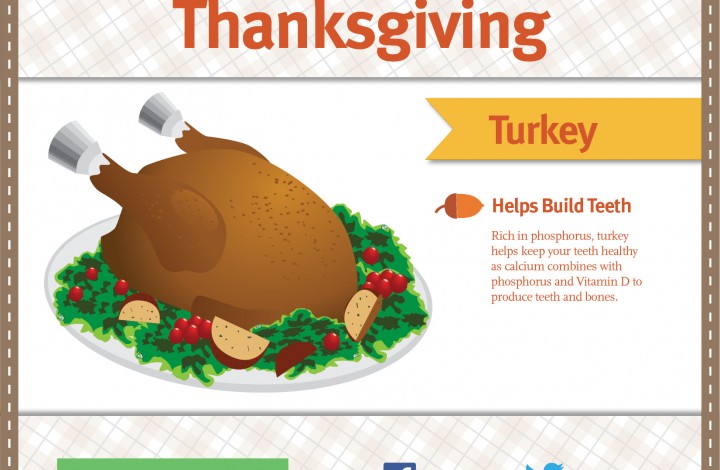 Thanksgiving
Turkey
Helps Build Teeth
Rich in phosphorus, turkey
helps keep your teeth healthy
as calcium combines with
phosphorus and Vitamin D to
produce teeth and bones.